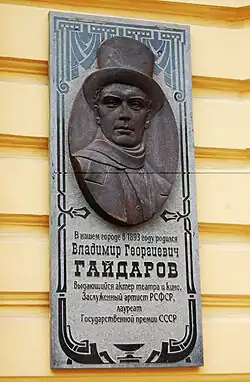 В нашем городе в 1893 году родился
Владимир Георгиевич
ГАЙДАРОВ
Выдающийся актер театра и кино,
Заслуженный артист РСФСР,
лауреат
Государственной премии СССР